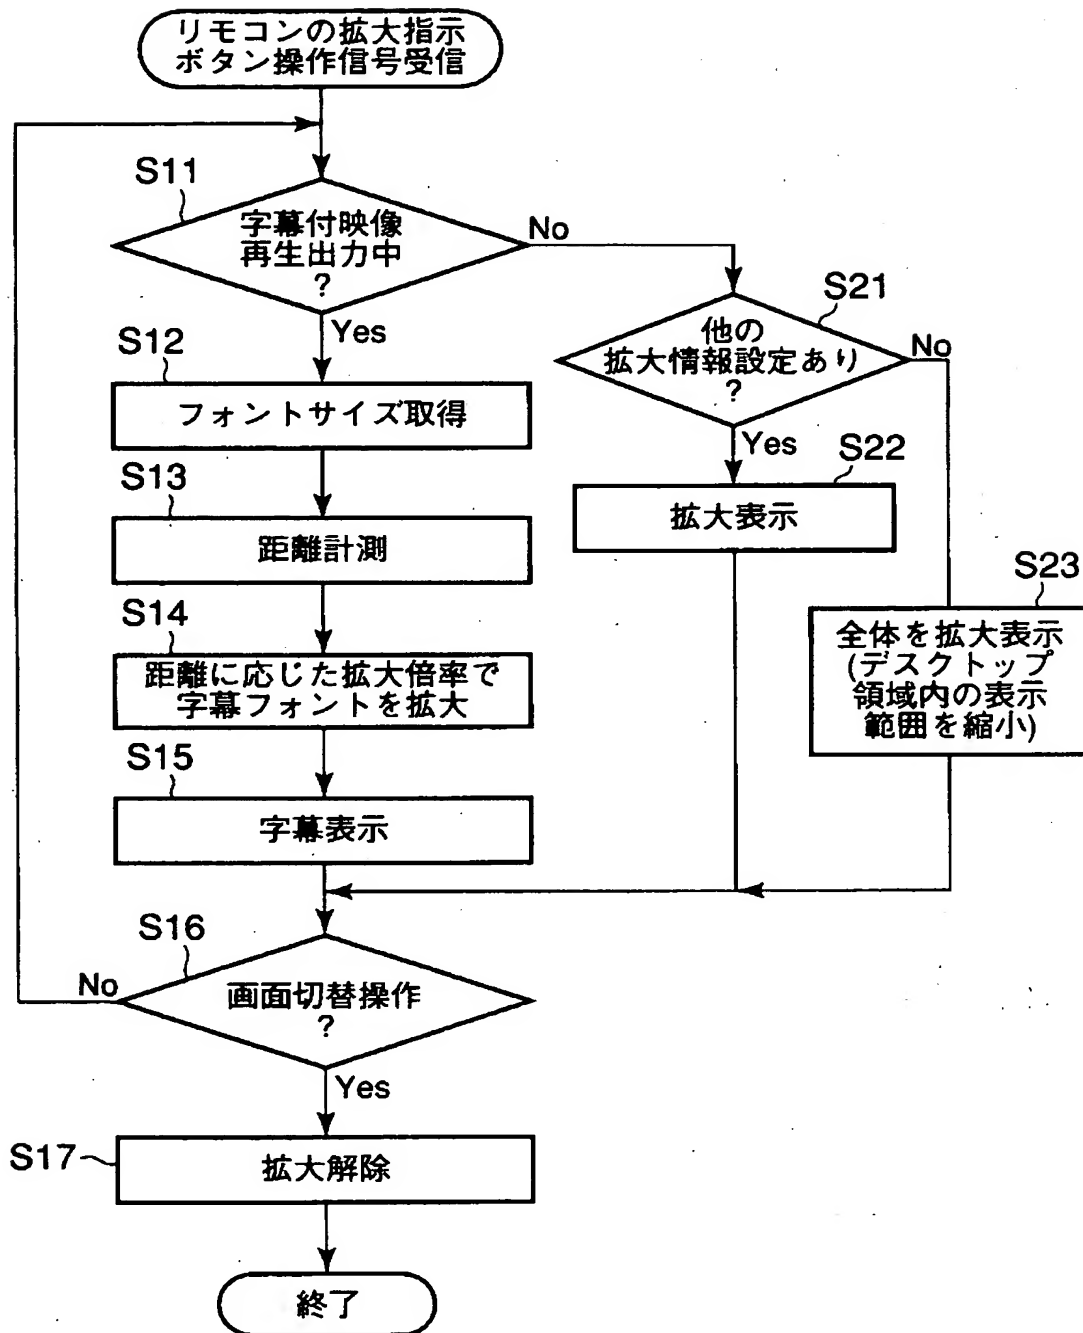 リモコンの拡大指示
ボタン操作信号受信
S11
字幕付映像
再生出力中
?
No
Yes
S21
他の
拡大情報設定あり
?
No
Yes
S12
フォントサイズ取得
S22
拡大表示
S13
距離計測
S23
全体を拡大表示
(デスクトップ
領域内の表示
範囲を縮小)
S14
距離に応じた拡大倍率で
字幕フォントを拡大
S15
字幕表示
S16
画面切替操作
?
No
Yes
S17
拡大解除
終了